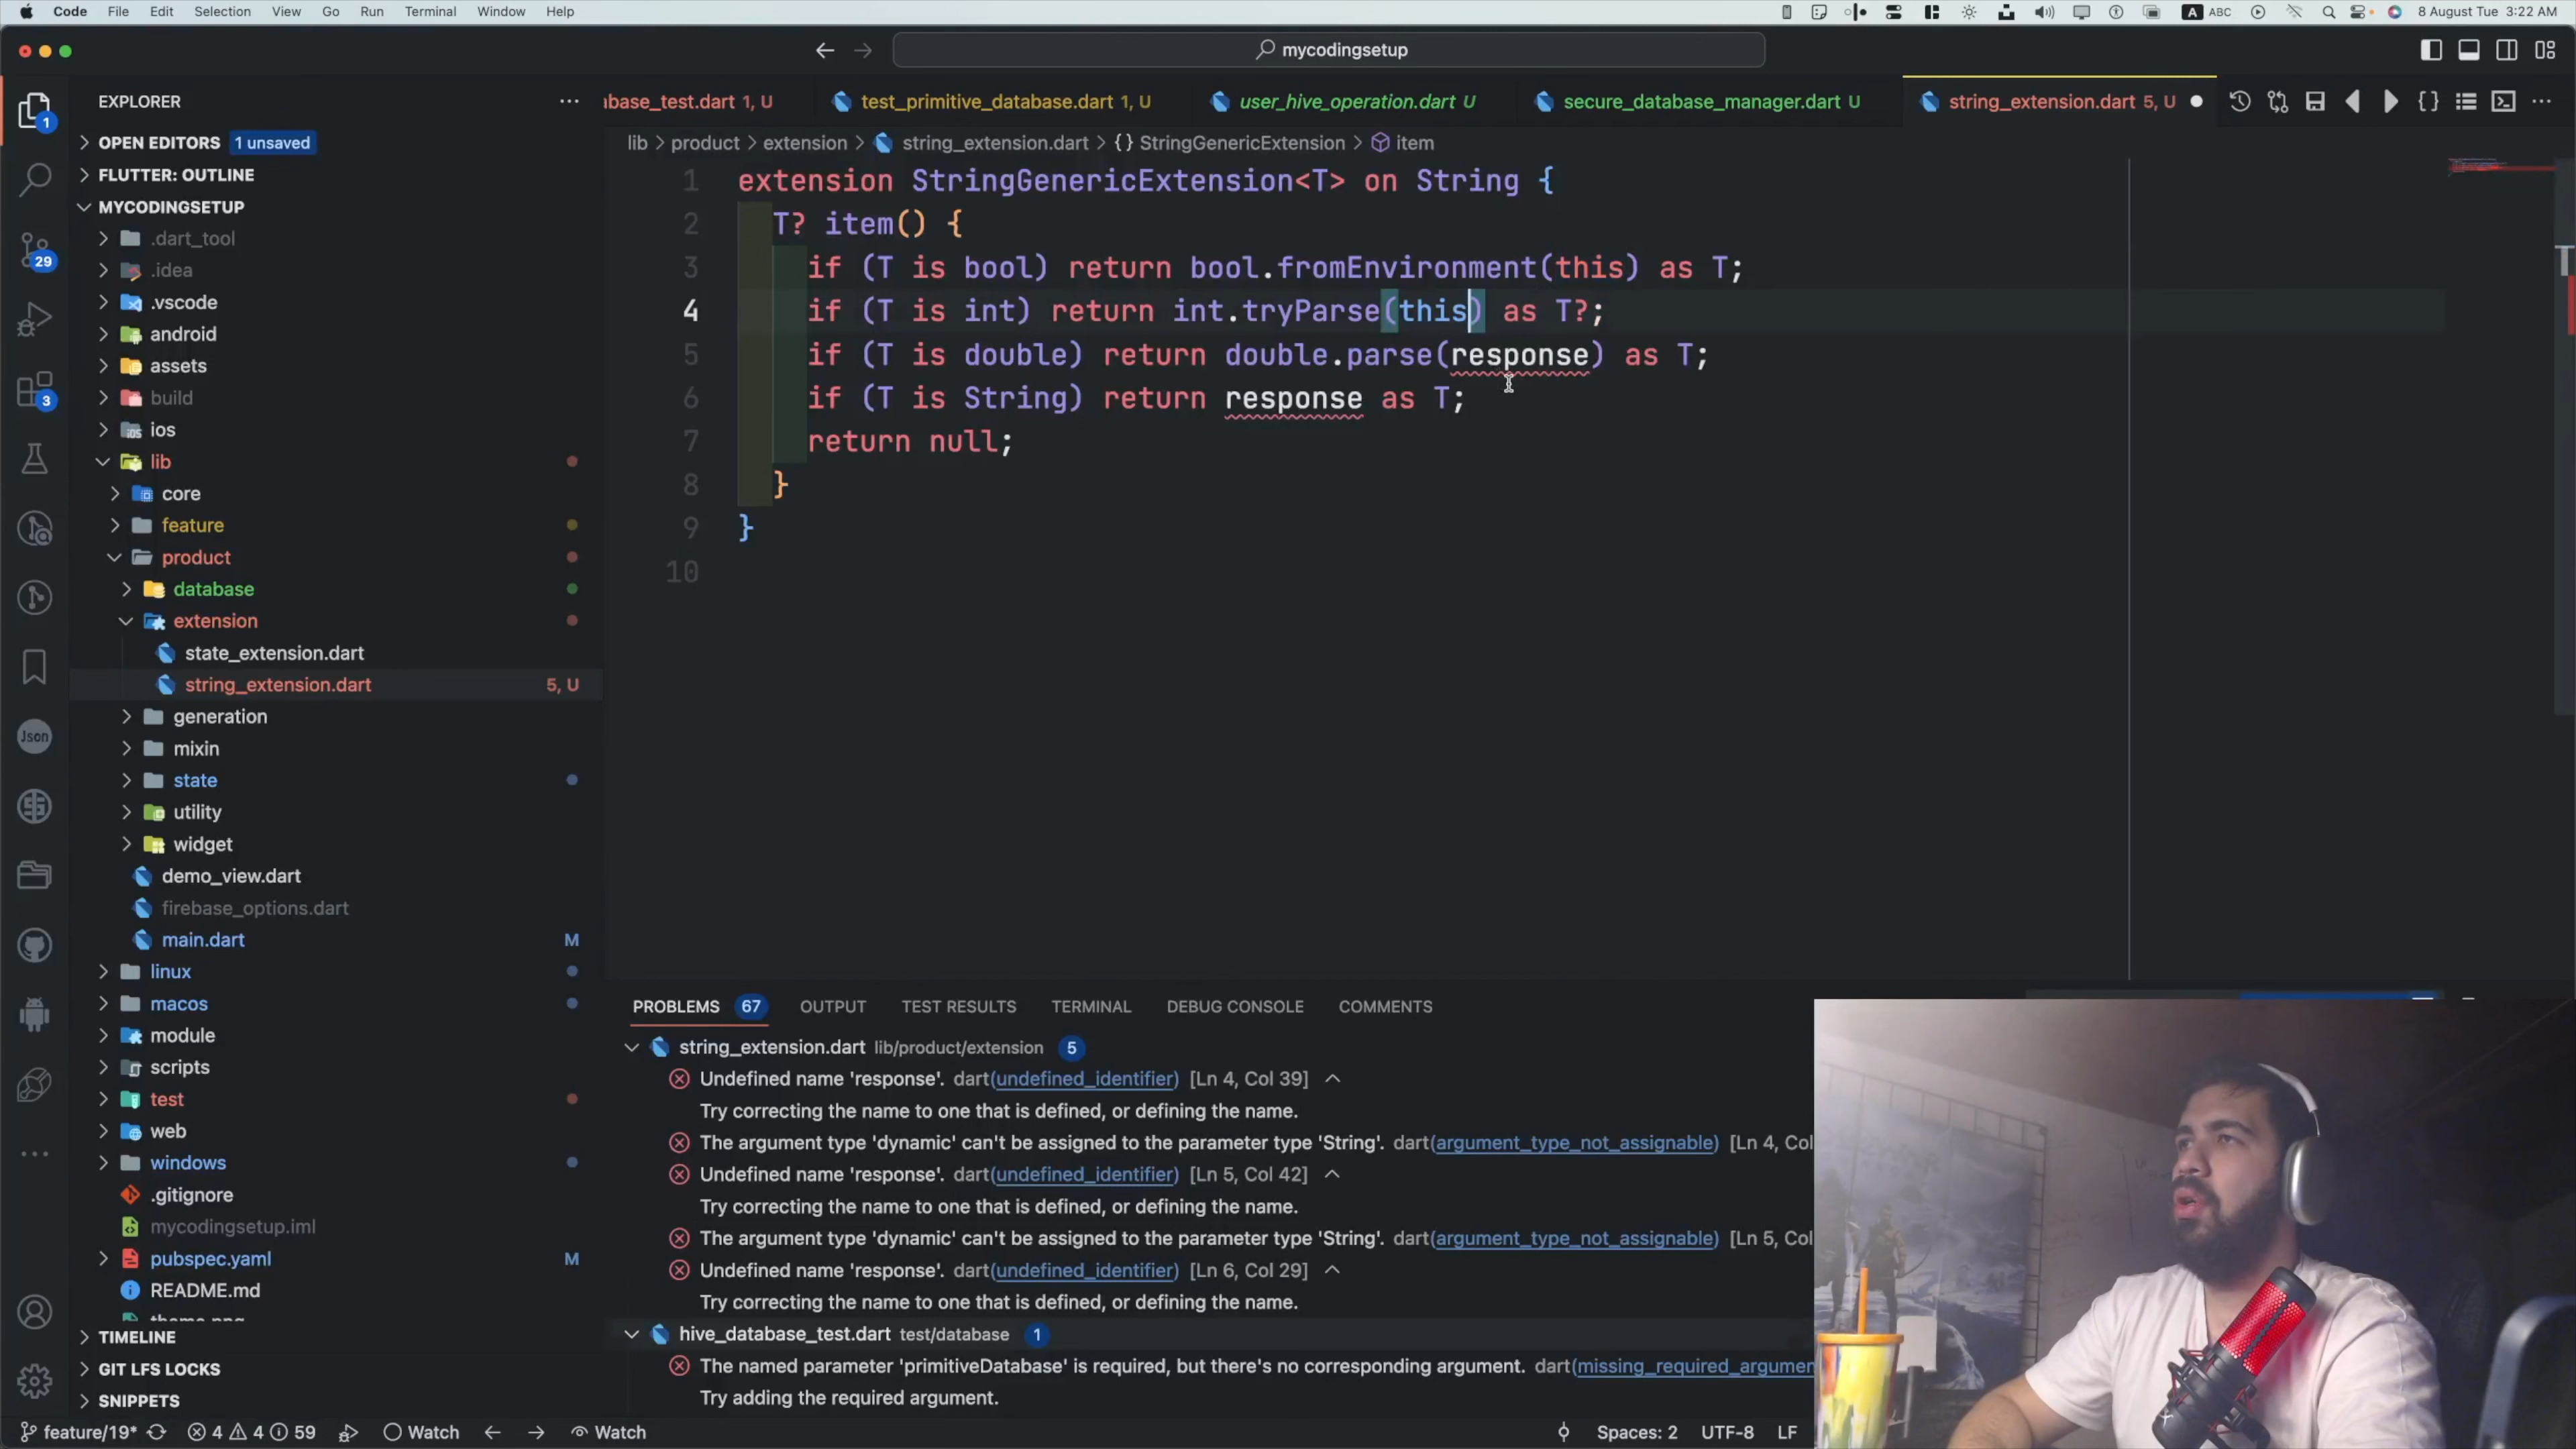 Code File Edit Selection View Go Run Terminal Window Help
A ABC 8 August Tue 3:22 AM
mycodingsetup
EXPLORER
OPEN EDITORS 1 unsaved
FLUTTER: OUTLINE
MYCODINGSETUP
.dart_tool
.idea
.vscode
android
assets
build
ios
lib
core
feature
product
database
extension
state_extension.dart
string_extension.dart 5, U
generation
mixin
state
utility
widget
demo_view.dart
firebase_options.dart
main.dart M
linux
macos
module
scripts
test
web
windows
.gitignore
mycodingsetup.iml
pubspec.yaml M
README.md
TIMELINE
GIT LFS LOCKS
SNIPPETS
1
29
3
Json
base_test.dart 1, U test_primitive_database.dart 1, U user_hive_operation.dart U secure_database_manager.dart U string_extension.dart 5, U
lib > product > extension > string_extension.dart > {} StringGenericExtension > item
1 extension StringGenericExtension<T> on String {
2 T? item() {
3 if (T is bool) return bool.fromEnvironment(this) as T;
4 if (T is int) return int.tryParse(this) as T?;
5 if (T is double) return double.parse(response) as T;
6 if (T is String) return response as T;
7 return null;
8 }
9 }
10
PROBLEMS 67 OUTPUT TEST RESULTS TERMINAL DEBUG CONSOLE COMMENTS
string_extension.dart lib/product/extension 5
Undefined name 'response'. dart(undefined_identifier) [Ln 4, Col 39]
Try correcting the name to one that is defined, or defining the name.
The argument type 'dynamic' can't be assigned to the parameter type 'String'. dart(argument_type_not_assignable) [Ln 4, Col
Undefined name 'response'. dart(undefined_identifier) [Ln 5, Col 42]
Try correcting the name to one that is defined, or defining the name.
The argument type 'dynamic' can't be assigned to the parameter type 'String'. dart(argument_type_not_assignable) [Ln 5, Col
Undefined name 'response'. dart(undefined_identifier) [Ln 6, Col 29]
Try correcting the name to one that is defined, or defining the name.
hive_database_test.dart test/database 1
The named parameter 'primitiveDatabase' is required, but there's no corresponding argument. dart(missing_required_argumen
Try adding the required argument.
feature/19* 4 4 59 Watch Watch Spaces: 2 UTF-8 LF